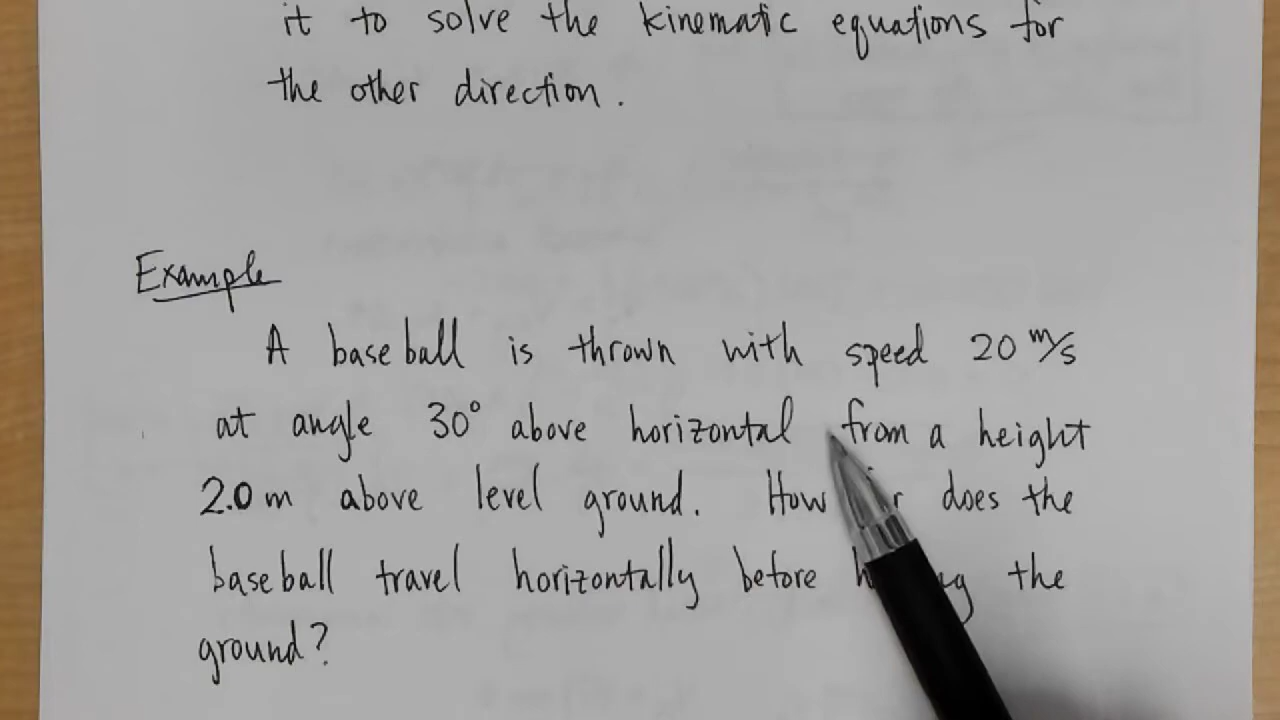 it to solve the kinematic equations for
the other direction.
Example
A baseball is thrown with speed 20 m/s
at angle 30° above horizontal from a height
2.0 m above level ground. How does the
baseball travel horizontally before the
ground?